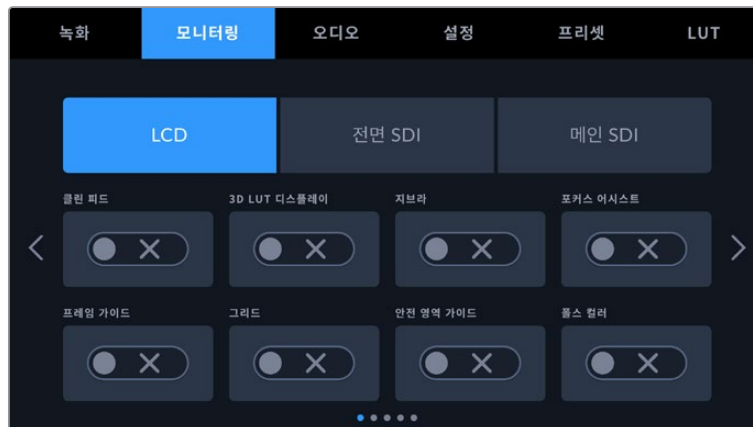 녹화 모니터링 오디오 설정 프리셋 LUT
LCD 전면 SDI 메인 SDI
클린 피드 3D LUT 디스플레이 지브라 포커스 어시스트
프레임 가이드 그리드 안전 영역 가이드 폴스 컬러